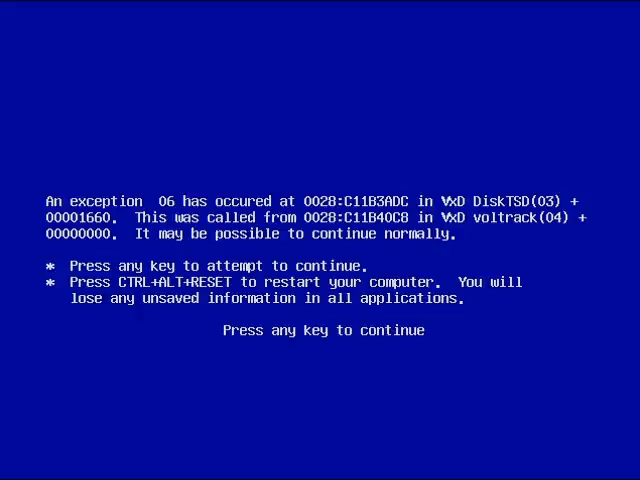 An exception 06 has occured at 0028:C11B3ADC in VxD DiskTSD(03) +
00001660. This was called from 0028:C11B40C8 in VxD voltrack(04) +
00000000. It may be possible to continue normally.
* Press any key to attempt to continue.
* Press CTRL+ALT+RESET to restart your computer. You will
lose any unsaved information in all applications.
Press any key to continue